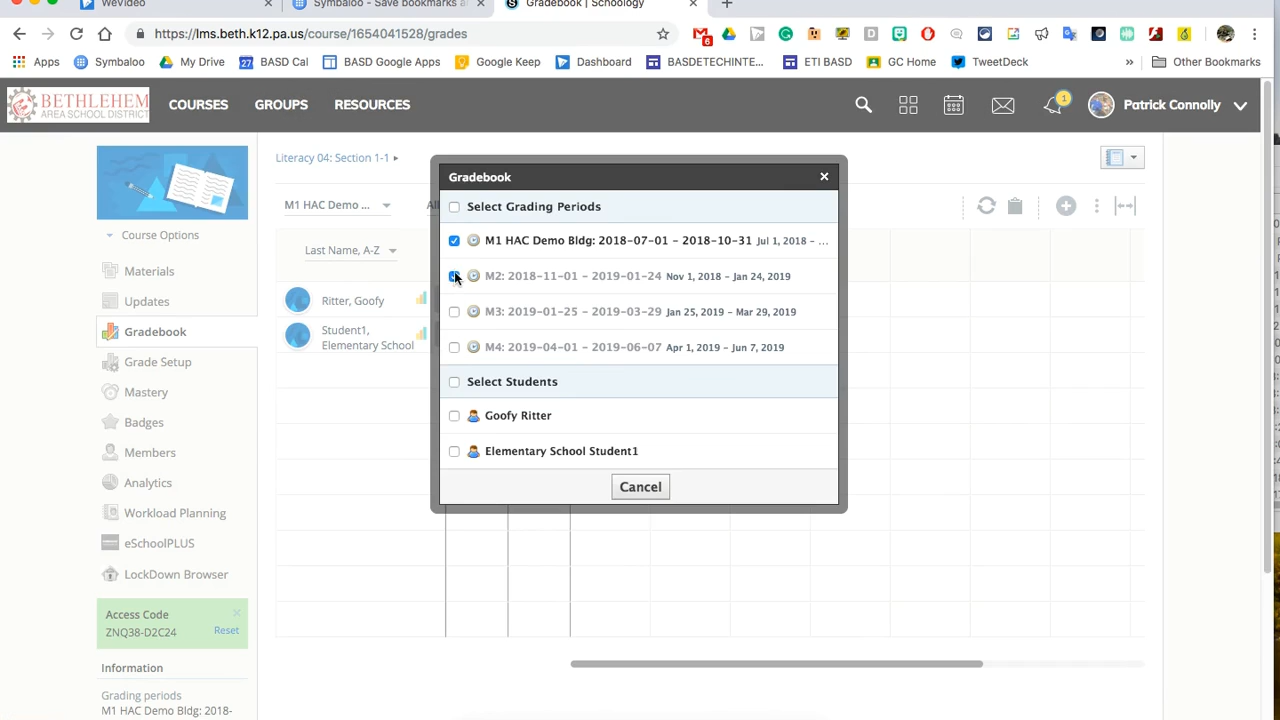 WeVideo
Symbaloo - Save bookmarks a
Gradebook | Schoology
https://lms.beth.k12.pa.us/course/1654041528/grades
6
Apps
Symbaloo
My Drive
27
BASD Cal
BASD Google Apps
Google Keep
Dashboard
BASDETECHINTE...
ETI BASD
GC Home
TweetDeck
»
Other Bookmarks
BETHLEHEM
AREA SCHOOL DISTRICT
COURSES
GROUPS
RESOURCES
1
Patrick Connolly
Literacy 04: Section 1-1
M1 HAC Demo ...
Last Name, A-Z
Ritter, Goofy
Student1,
Elementary School
Course Options
Materials
Updates
Gradebook
Grade Setup
Mastery
Badges
Members
Analytics
Workload Planning
eSchoolPLUS
LockDown Browser
Access Code
ZNQ38-D2C24
Reset
Information
Grading periods
M1 HAC Demo Bldg: 2018-
Gradebook
Select Grading Periods
M1 HAC Demo Bldg: 2018-07-01 - 2018-10-31 Jul 1, 2018 - ...
M2: 2018-11-01 - 2019-01-24 Nov 1, 2018 - Jan 24, 2019
M3: 2019-01-25 - 2019-03-29 Jan 25, 2019 - Mar 29, 2019
M4: 2019-04-01 - 2019-06-07 Apr 1, 2019 - Jun 7, 2019
Select Students
Goofy Ritter
Elementary School Student1
Cancel